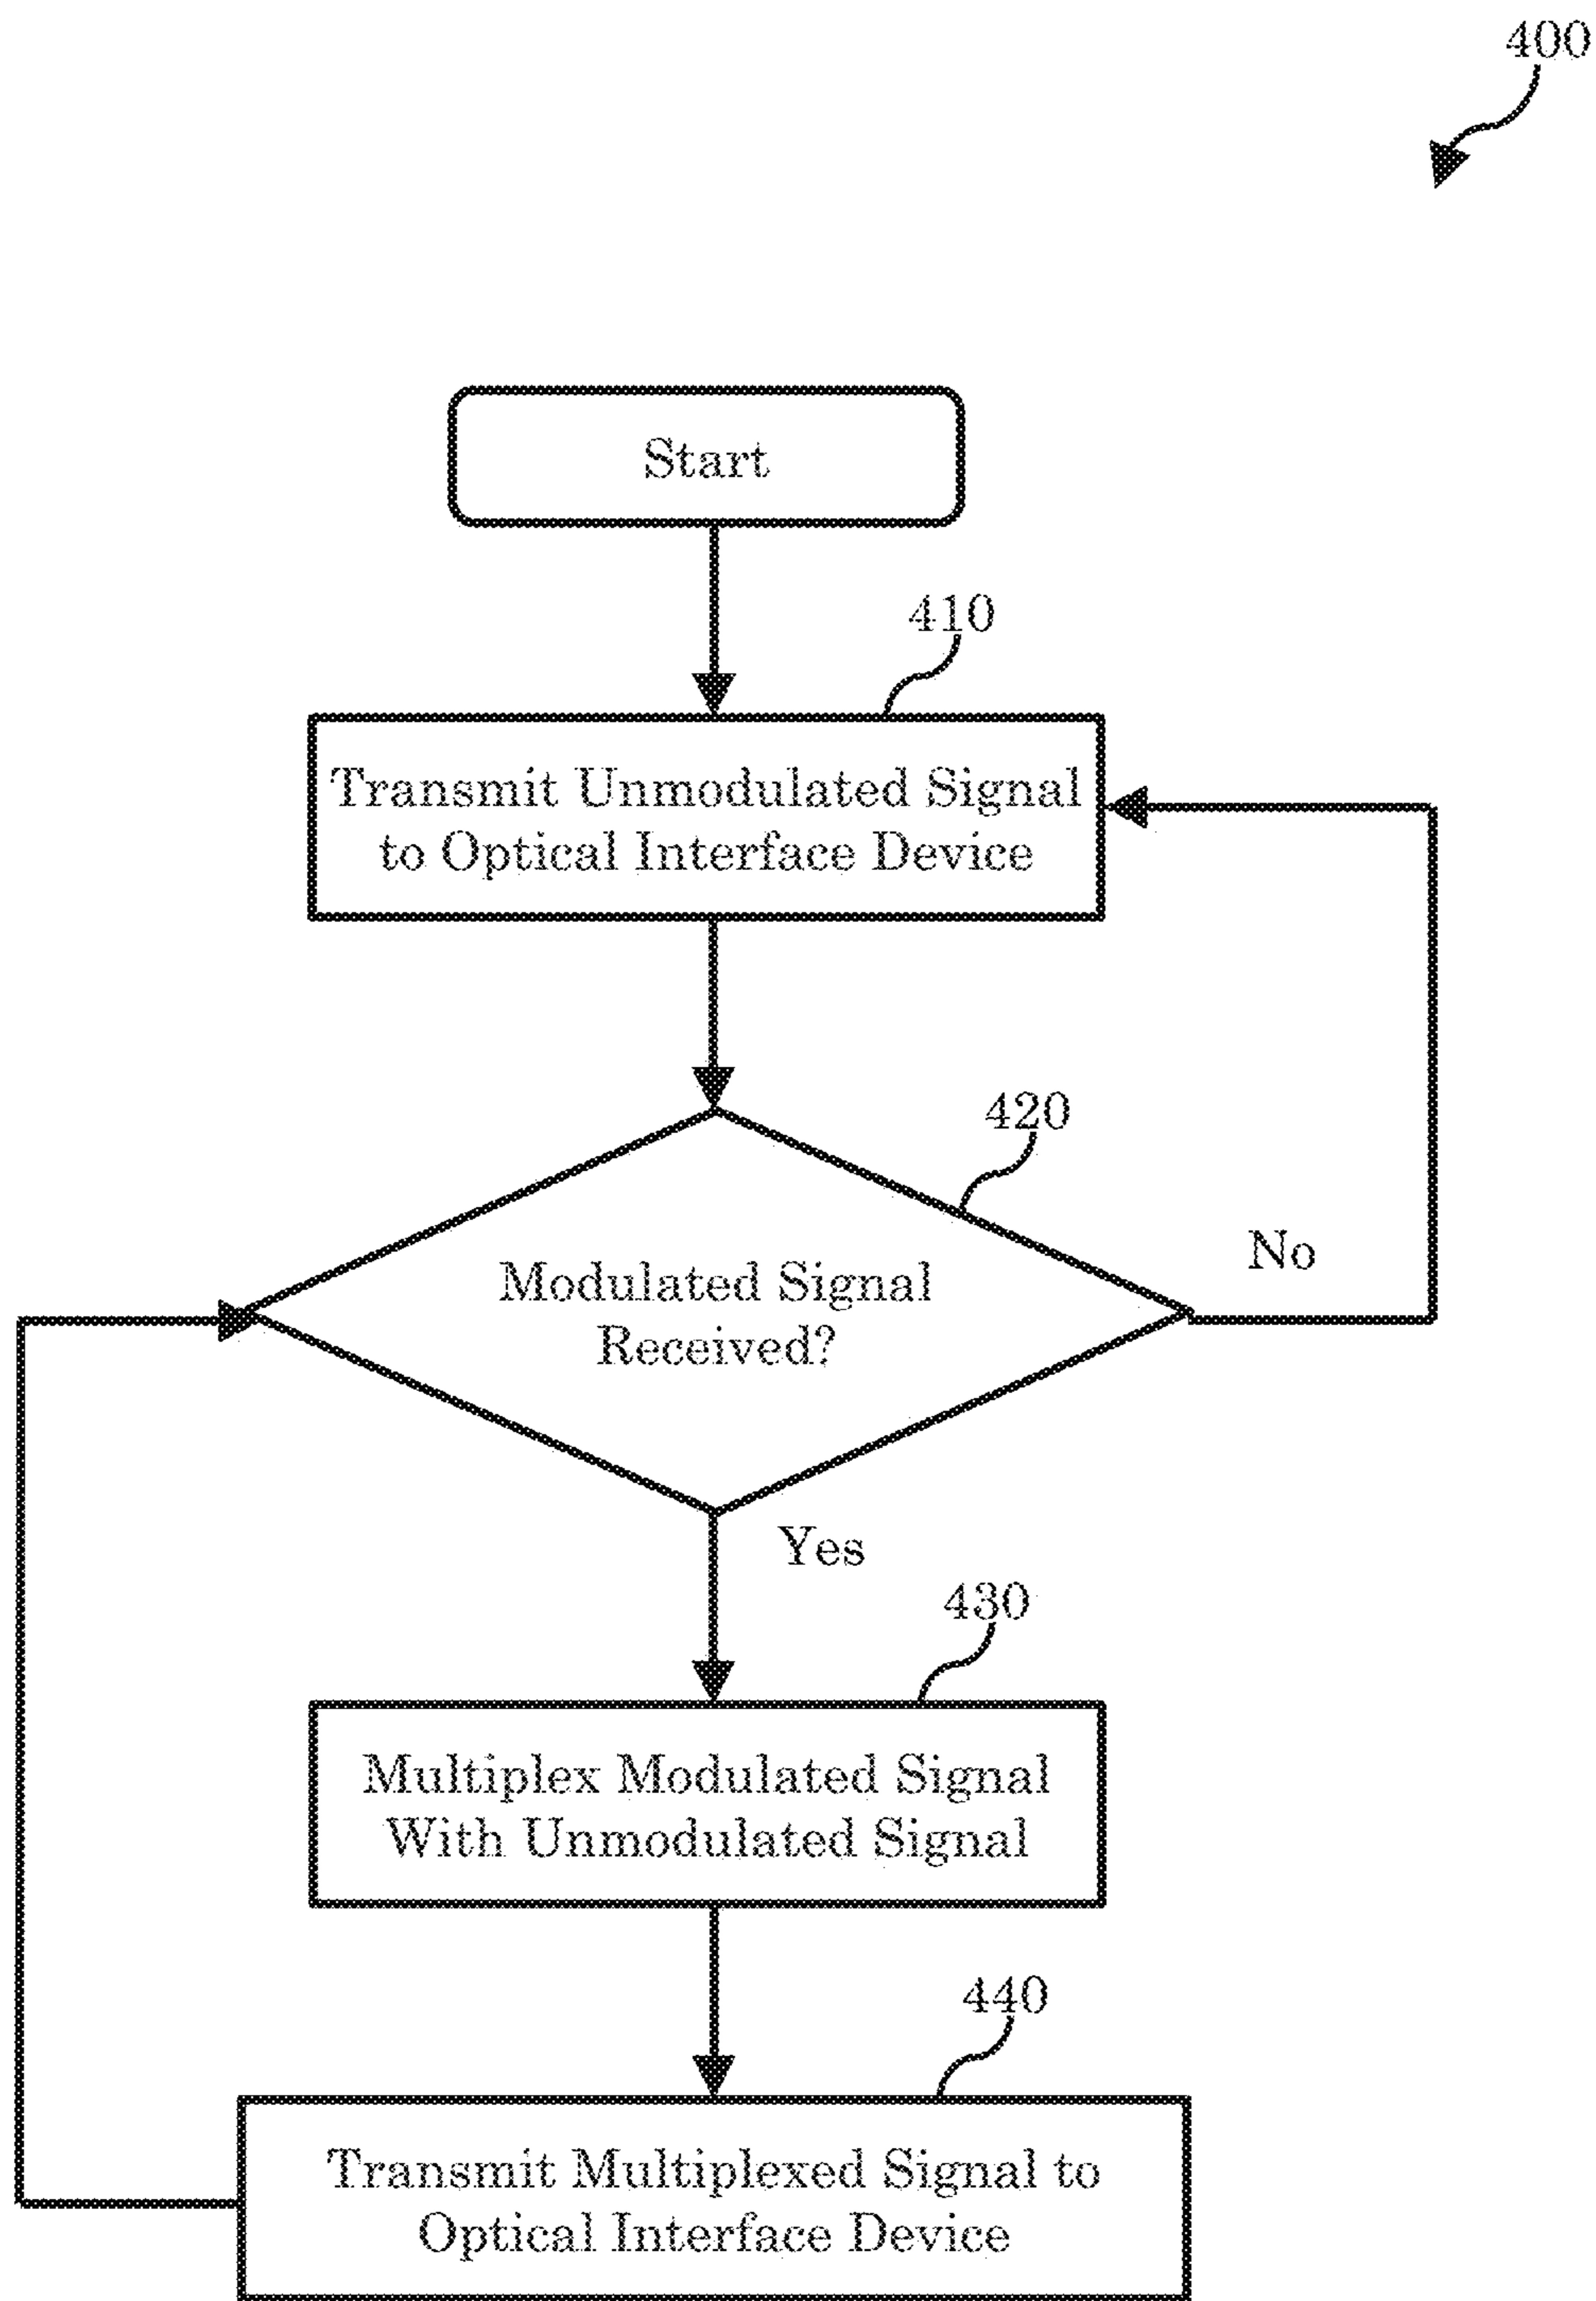 400
Start
410
Transmit Unmodulated Signal
to Optical Interface Device
420
Modulated Signal
Received?
No
Yes
430
Multiplex Modulated Signal
With Unmodulated Signal
440
Transmit Multiplexed Signal to
Optical Interface Device